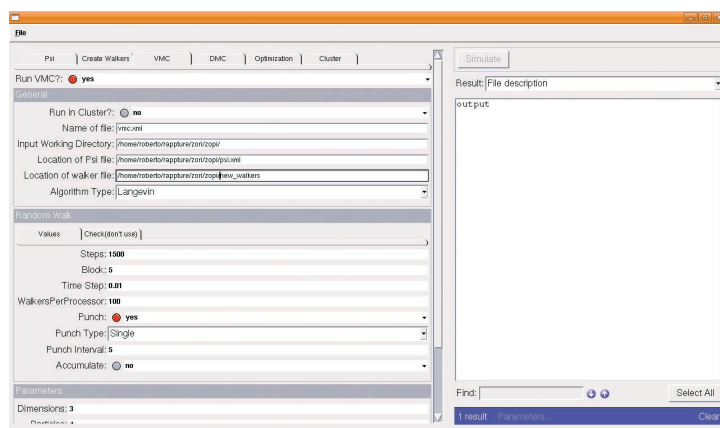 File
Psi Create Walkers VMC DMC Optimization Cluster
Run VMC?: yes
General
Run in Cluster?: no
Name of file: vmc.xml
Input Working Directory: /home/roberto/rappture/zori/zopi/
Location of Psi file: /home/roberto/rappture/zori/zopi/psi.xml
Location of walker file: /home/roberto/rappture/zori/zopi/new_walkers
Algorithm Type: Langevin
Random Walk
Values Check(don't use)
Steps: 1500
Block: 5
Time Step: 0.01
WalkersPerProcessor: 100
Punch: yes
Punch Type: Single
Punch Interval: 5
Accumulate: no
Parameters
Dimensions: 3
Simulate
Result: File description
output
Find: Select All
1 result Parameters... Clear